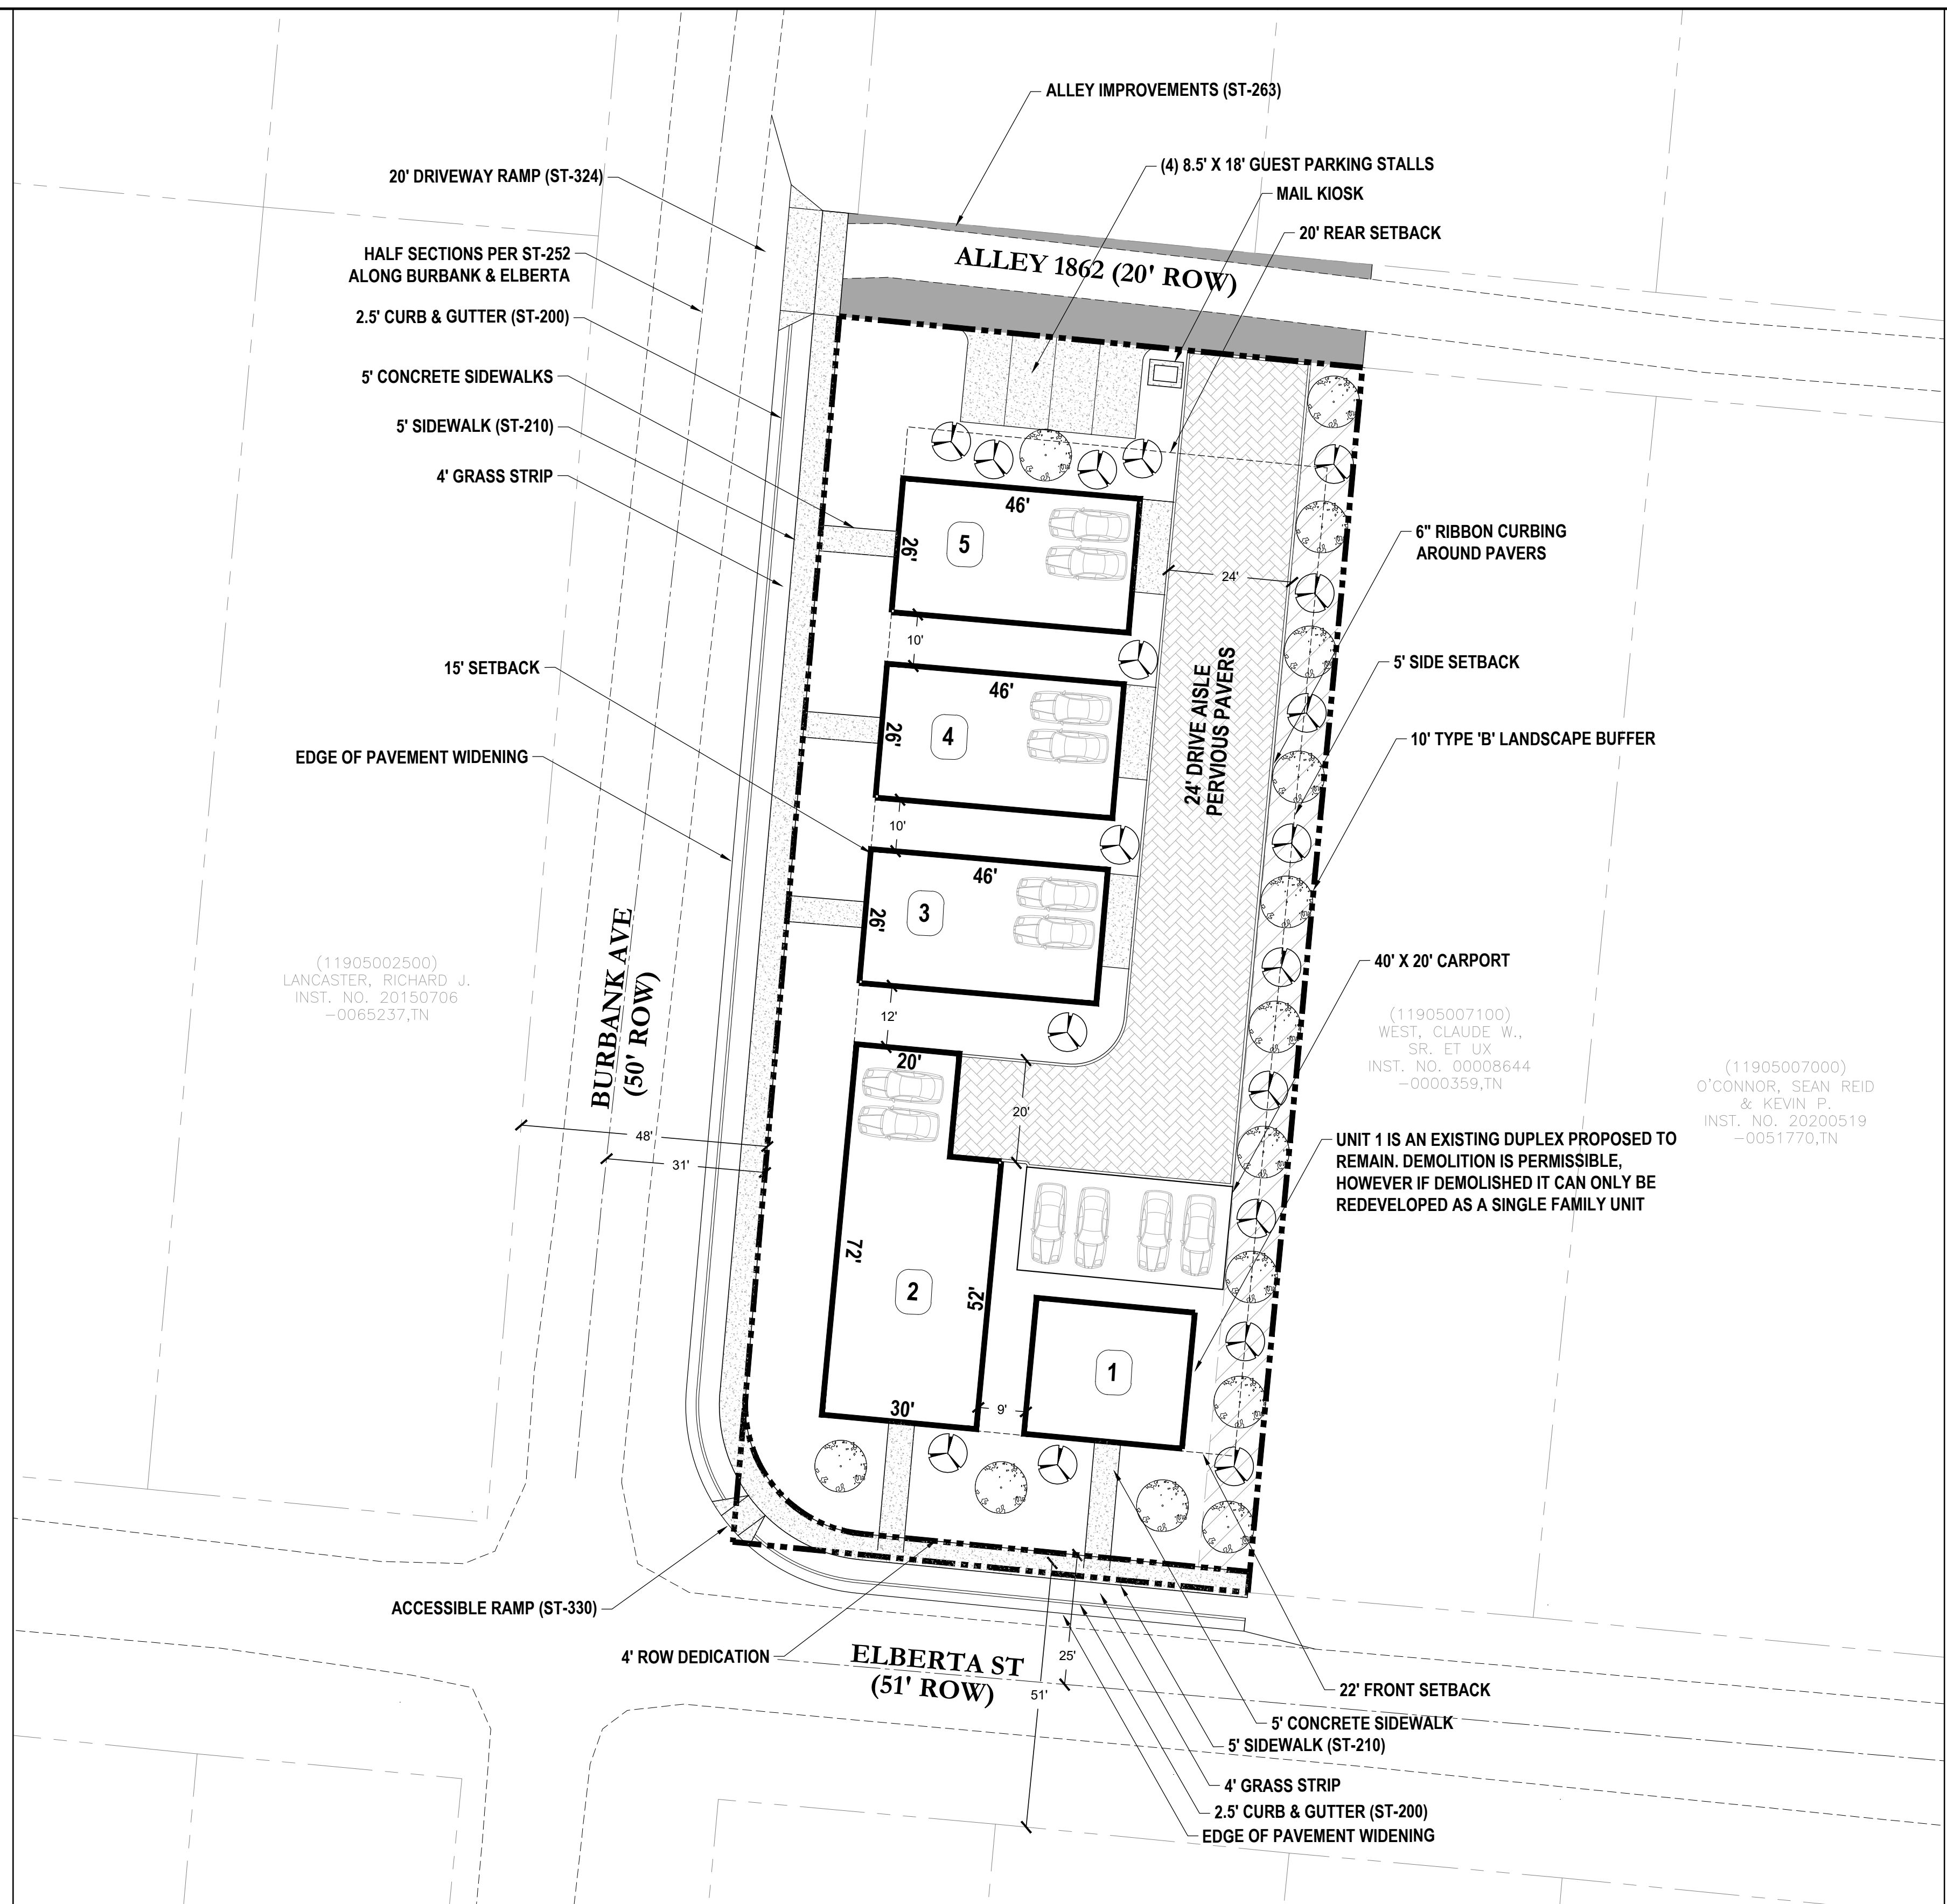 ALLEY IMPROVEMENTS (ST-263)
(4) 8.5' X 18' GUEST PARKING STALLS
MAIL KIOSK
20' REAR SETBACK
20' DRIVEWAY RAMP (ST-324)
HALF SECTIONS PER ST-252
ALONG BURBANK & ELBERTA
2.5' CURB & GUTTER (ST-200)
5' CONCRETE SIDEWALKS
5' SIDEWALK (ST-210)
4' GRASS STRIP
15' SETBACK
EDGE OF PAVEMENT WIDENING
ALLEY 1862 (20' ROW)
46'
26'
5
10'
46'
26'
4
10'
46'
26'
3
12'
24'
24' DRIVE AISLE
PERVIOUS PAVERS
6" RIBBON CURBING
AROUND PAVERS
5' SIDE SETBACK
10' TYPE 'B' LANDSCAPE BUFFER
40' X 20' CARPORT
(11905002500)
LANCASTER, RICHARD J.
INST. NO. 20150706
-0065237,TN
BURBANK AVE
(50' ROW)
(11905007100)
WEST, CLAUDE W.,
SR. ET UX
INST. NO. 00008644
-0000359,TN
(11905007000)
O'CONNOR, SEAN REID
& KEVIN P.
INST. NO. 20200519
-0051770,TN
48'
31'
20'
20'
72'
2
52'
30'
9'
1
UNIT 1 IS AN EXISTING DUPLEX PROPOSED TO
REMAIN. DEMOLITION IS PERMISSIBLE,
HOWEVER IF DEMOLISHED IT CAN ONLY BE
REDEVELOPED AS A SINGLE FAMILY UNIT
ACCESSIBLE RAMP (ST-330)
4' ROW DEDICATION
ELBERTA ST
(51' ROW)
25'
51'
22' FRONT SETBACK
5' CONCRETE SIDEWALK
5' SIDEWALK (ST-210)
4' GRASS STRIP
2.5' CURB & GUTTER (ST-200)
EDGE OF PAVEMENT WIDENING